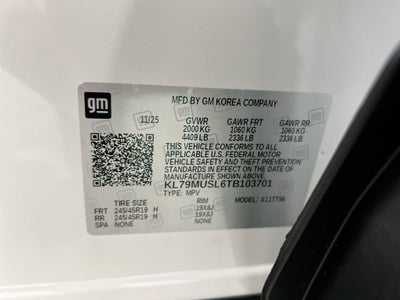 gm
MFD BY GM KOREA COMPANY
11/25 GVWR GAWR FRT GAWR RR
2000 KG 1060 KG 1060 KG
4409 LB 2336 LB 2336 LB
THIS VEHICLE CONFORMS TO ALL
APPLICABLE U.S. FEDERAL MOTOR
VEHICLE SAFETY AND THEFT PREVENTION
STANDARDS IN EFFECT ON THE DATE OF
MANUFACTURE SHOWN ABOVE.
KL79MUSL6TB103701
TYPE: MPV
TIRE SIZE RIM MODEL:
FRT 245/45R19 H 19X8J
RR 245/45R19 H 19X8J
SPA NONE NONE